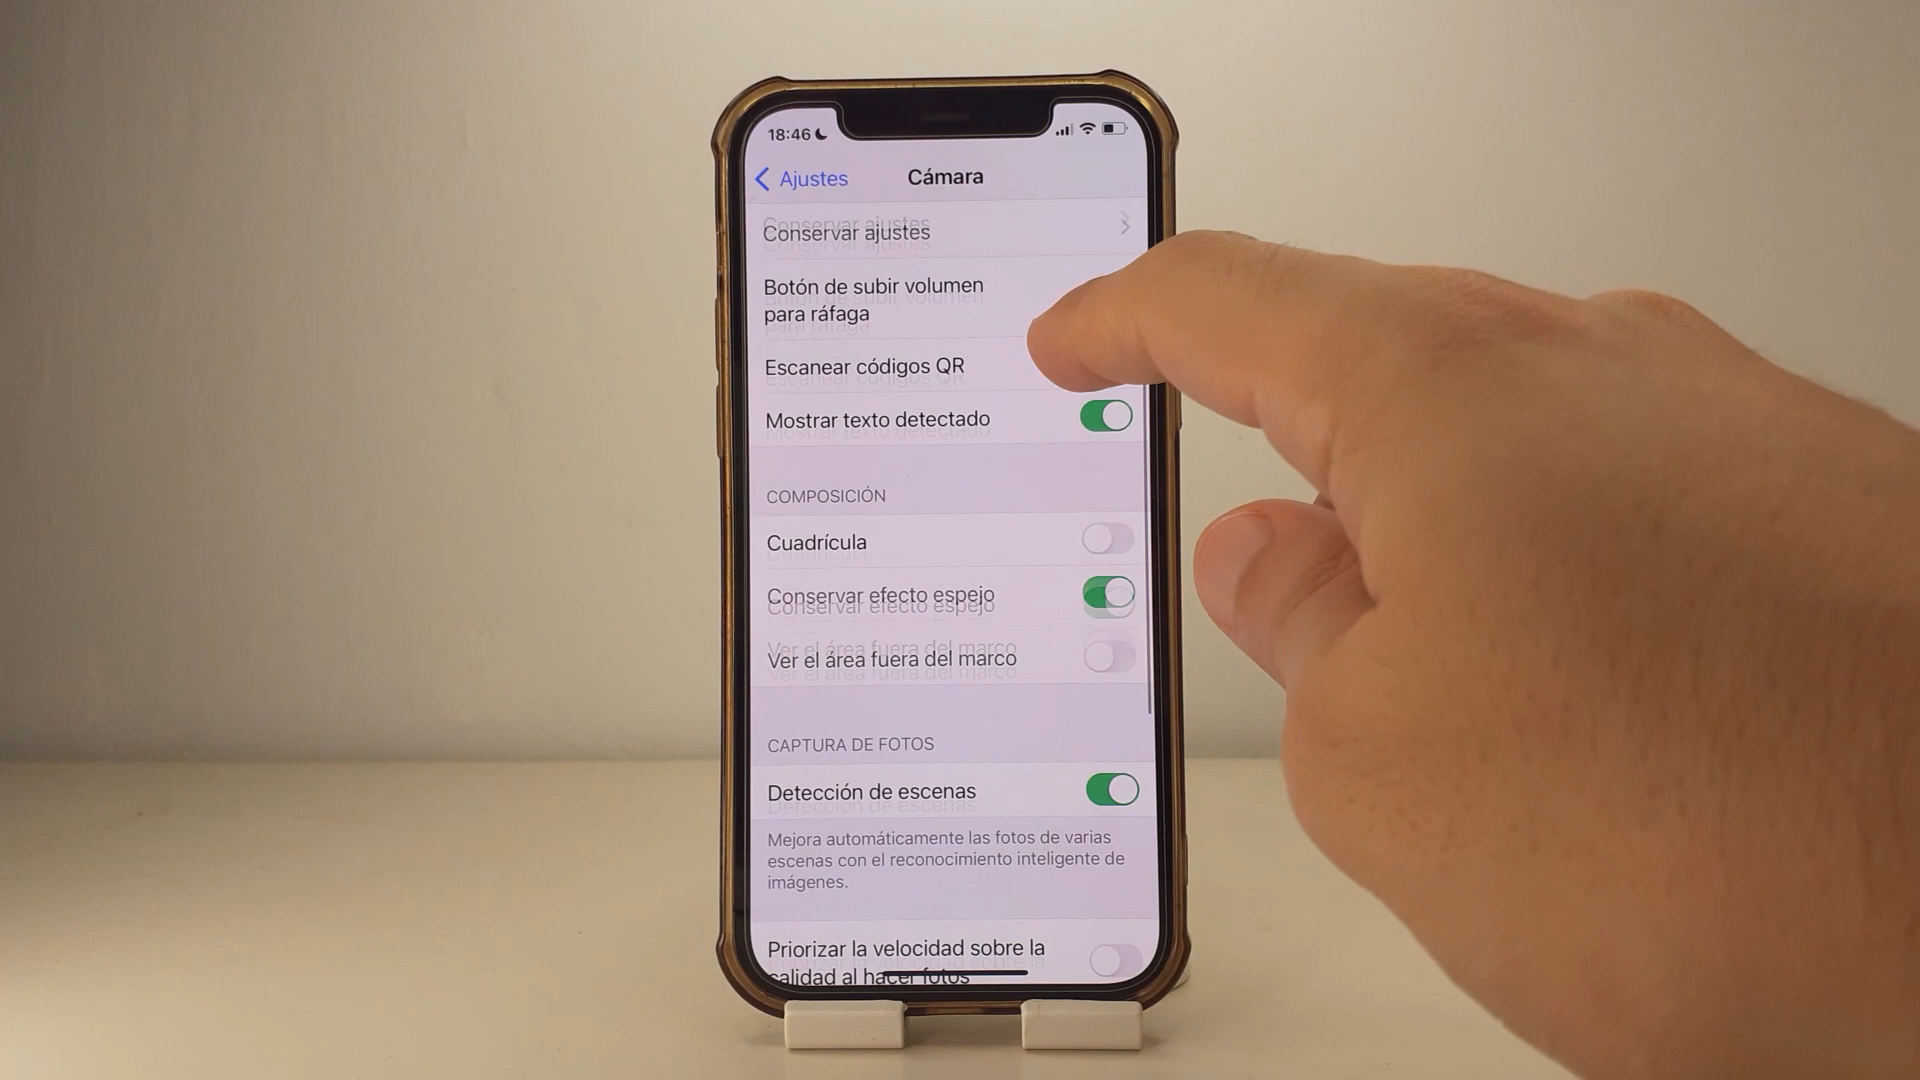 18:46
Ajustes
Cámara
Conservar ajustes
Botón de subir volumen
para ráfaga
Escanear códigos QR
Mostrar texto detectado
COMPOSICIÓN
Cuadrícula
Conservar efecto espejo
Ver el área fuera del marco
CAPTURA DE FOTOS
Detección de escenas
Mejora automáticamente las fotos de varias
escenas con el reconocimiento inteligente de
imágenes.
Priorizar la velocidad sobre la
calidad al hacer fotos